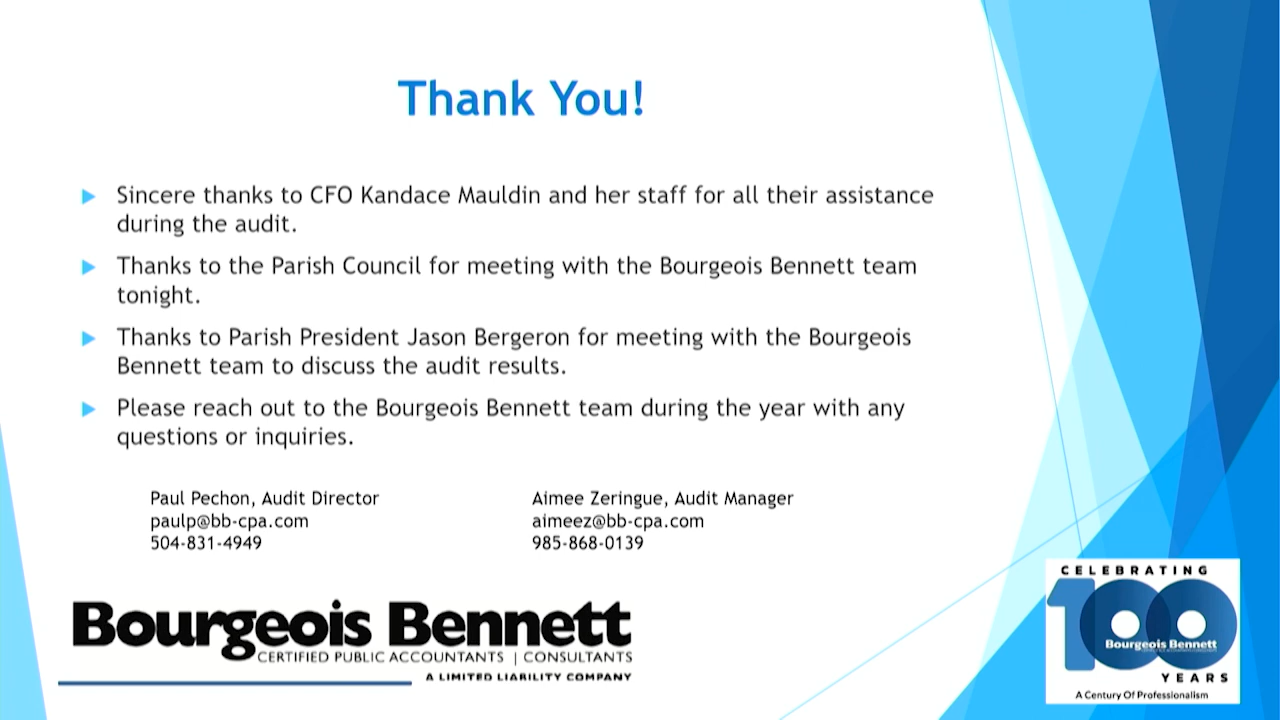 Thank You!
Sincere thanks to CFO Kandace Mauldin and her staff for all their assistance
during the audit.
Thanks to the Parish Council for meeting with the Bourgeois Bennett team
tonight.
Thanks to Parish President Jason Bergeron for meeting with the Bourgeois
Bennett team to discuss the audit results.
Please reach out to the Bourgeois Bennett team during the year with any
questions or inquiries.
Paul Pechon, Audit Director
paulp@bb-cpa.com
504-831-4949
Aimee Zeringue, Audit Manager
aimeez@bb-cpa.com
985-868-0139
Bourgeois Bennett
CERTIFIED PUBLIC ACCOUNTANTS | CONSULTANTS
A LIMITED LIABILITY COMPANY
CELEBRATING
100
Bourgeois Bennett
YEARS
A Century Of Professionalism